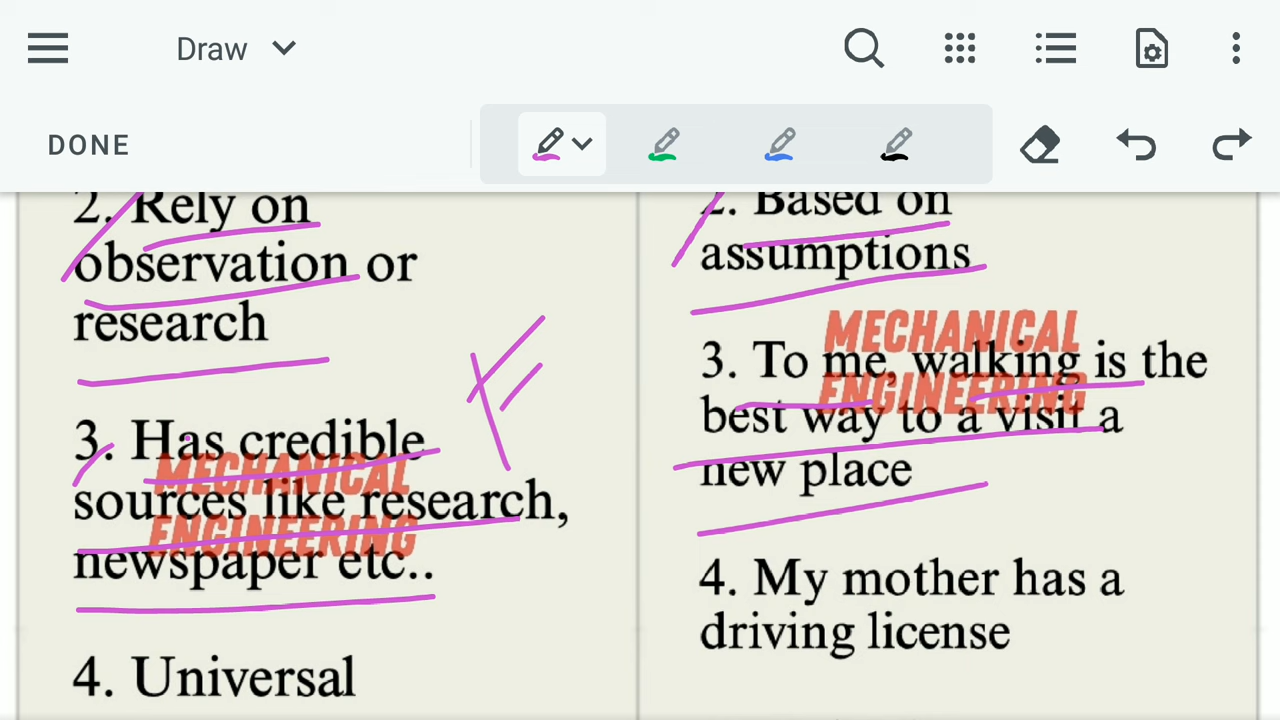 Draw
DONE
2. Rely on
observation or
research
3. Has credible
sources like research,
newspaper etc..
4. Universal
MECHANICAL
ENGINEERING
F
2. Based on
assumptions
3. To me, walking is the
best way to a visit a
new place
4. My mother has a
driving license
MECHANICAL
ENGINEERING